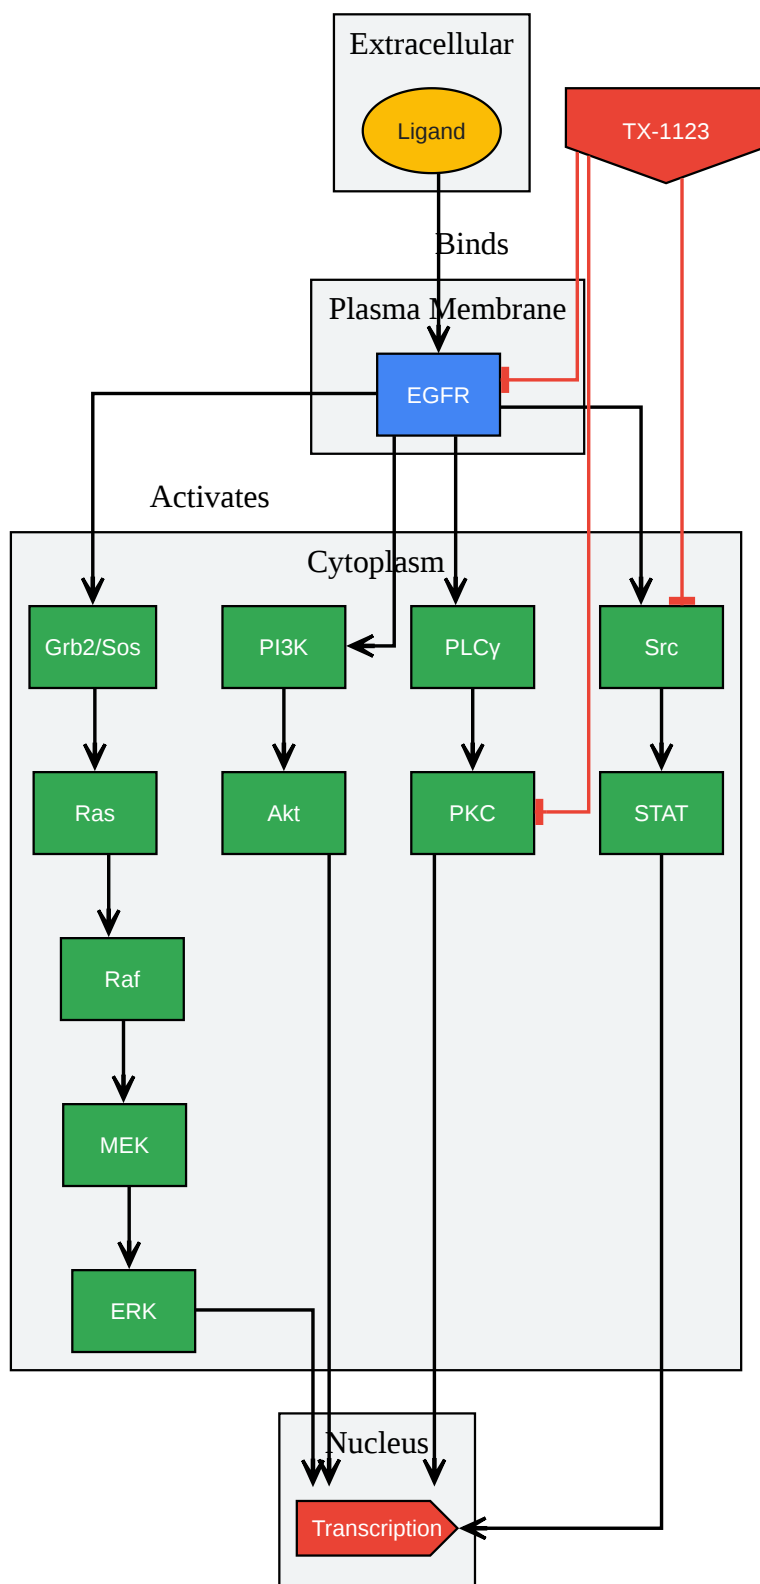 Extracellular
Ligand
TX-1123
Binds
Plasma Membrane
EGFR
Activates
Cytoplasm
Grb2/Sos
PI3K
PLCγ
Src
Ras
Akt
PKC
STAT
Raf
MEK
ERK
Nucleus
Transcription